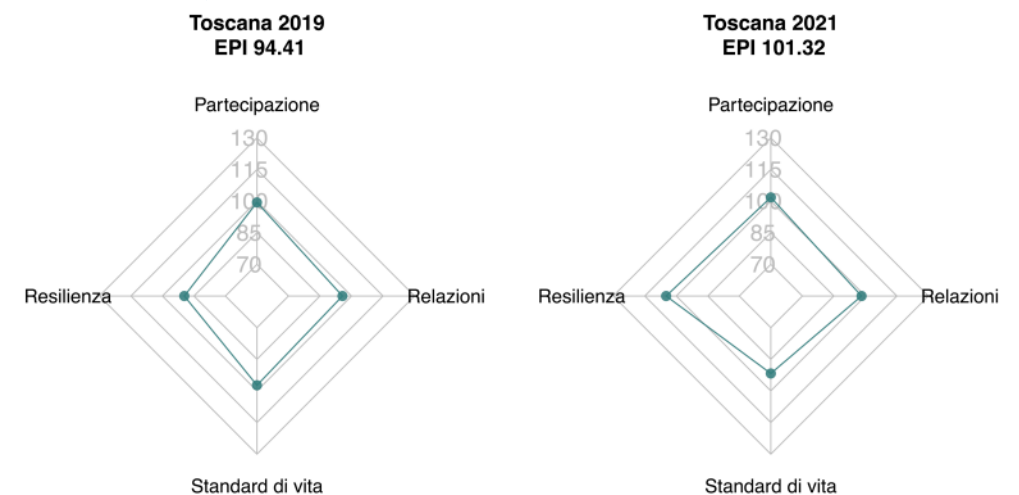 Toscana 2019
EPI 94.41
Partecipazione
130
115
100
85
70
Resilienza
Relazioni
Standard di vita
Toscana 2021
EPI 101.32
Partecipazione
130
115
100
85
70
Resilienza
Relazioni
Standard di vita